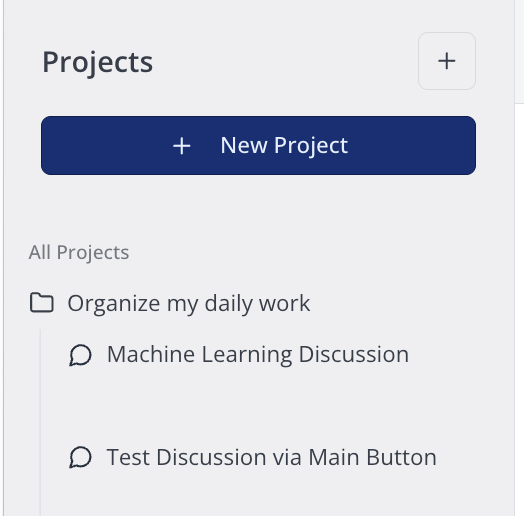 Projects
New Project
All Projects
Organize my daily work
Machine Learning Discussion
Test Discussion via Main Button